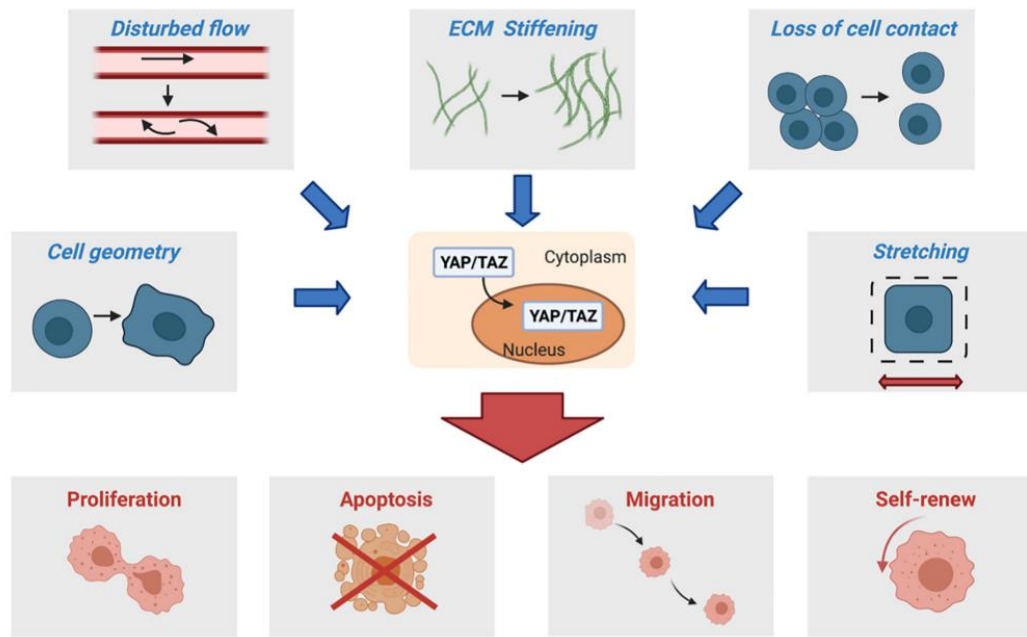 Disturbed flow
ECM Stiffening
Loss of cell contact
Cell geometry
YAP/TAZ
Cytoplasm
YAP/TAZ
Nucleus
Stretching
Proliferation
Apoptosis
Migration
Self-renew